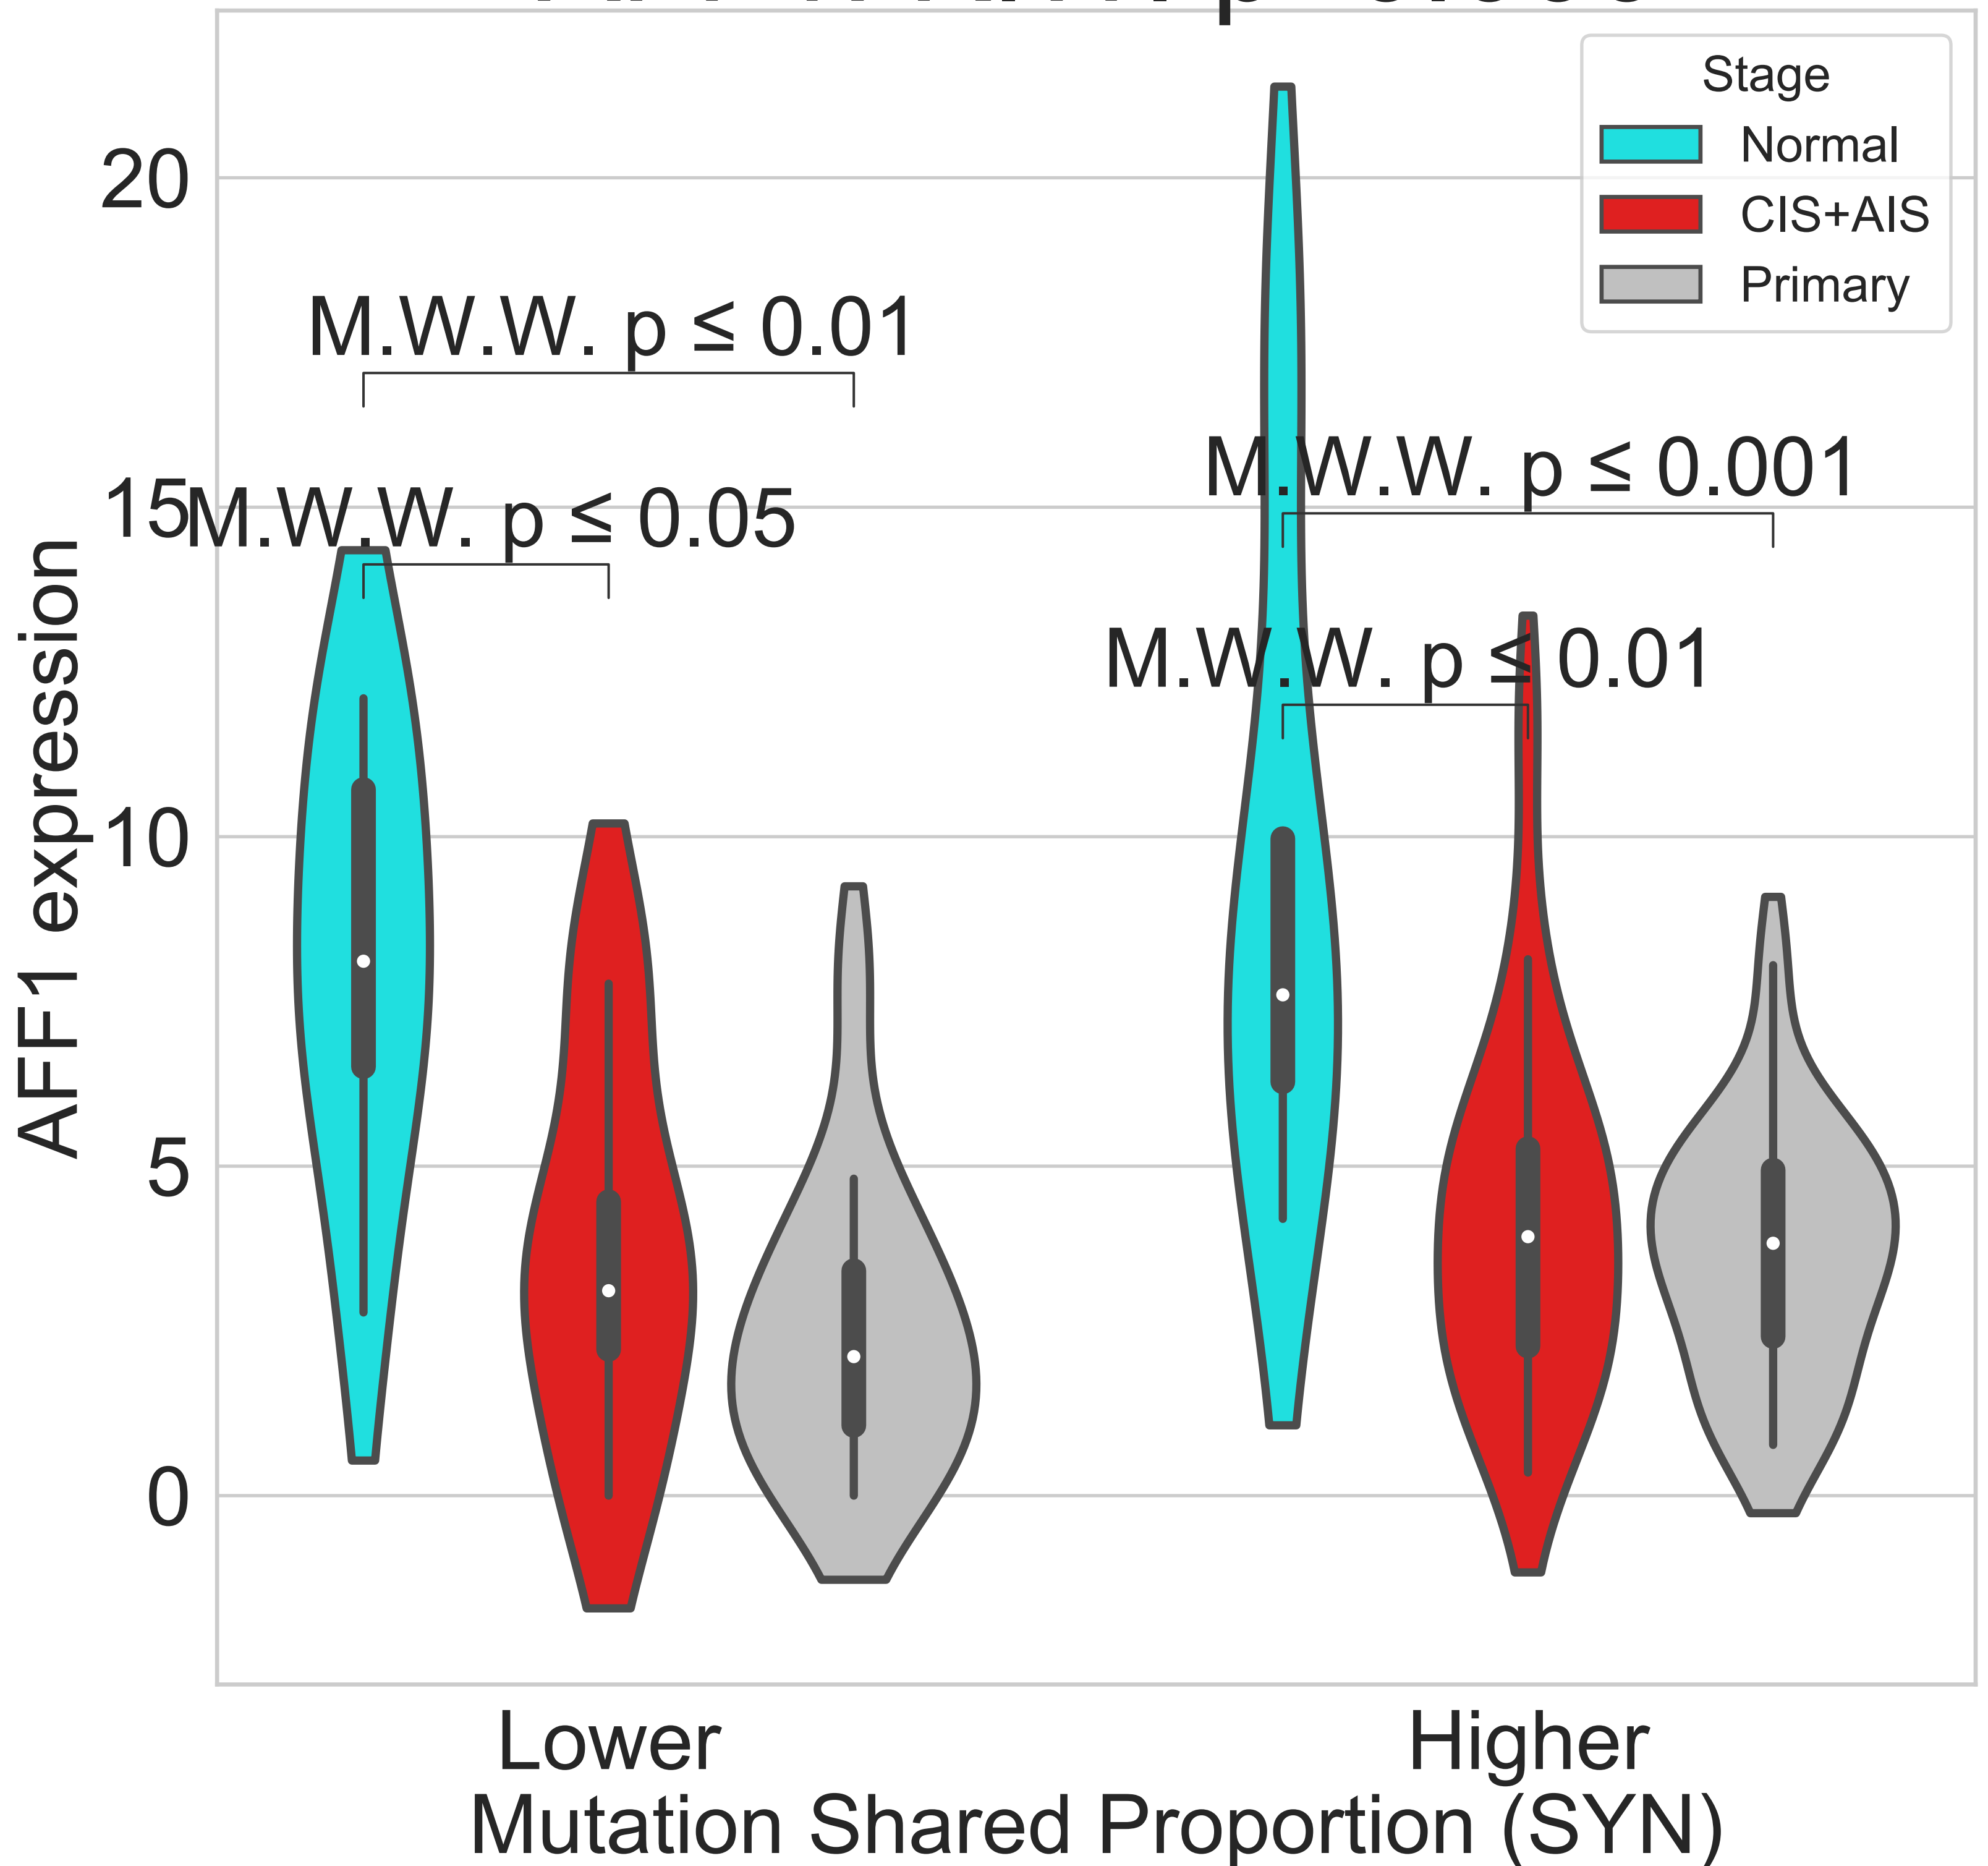 Stage
Normal
CIS+AIS
Primary
20
15
10
5
0
AFF1 expression
M.W.W. p ≤ 0.01
M.W.W. p ≤ 0.05
M.W.W. p ≤ 0.001
M.W.W. p ≤ 0.01
Lower
Higher
Mutation Shared Proportion (SYN)